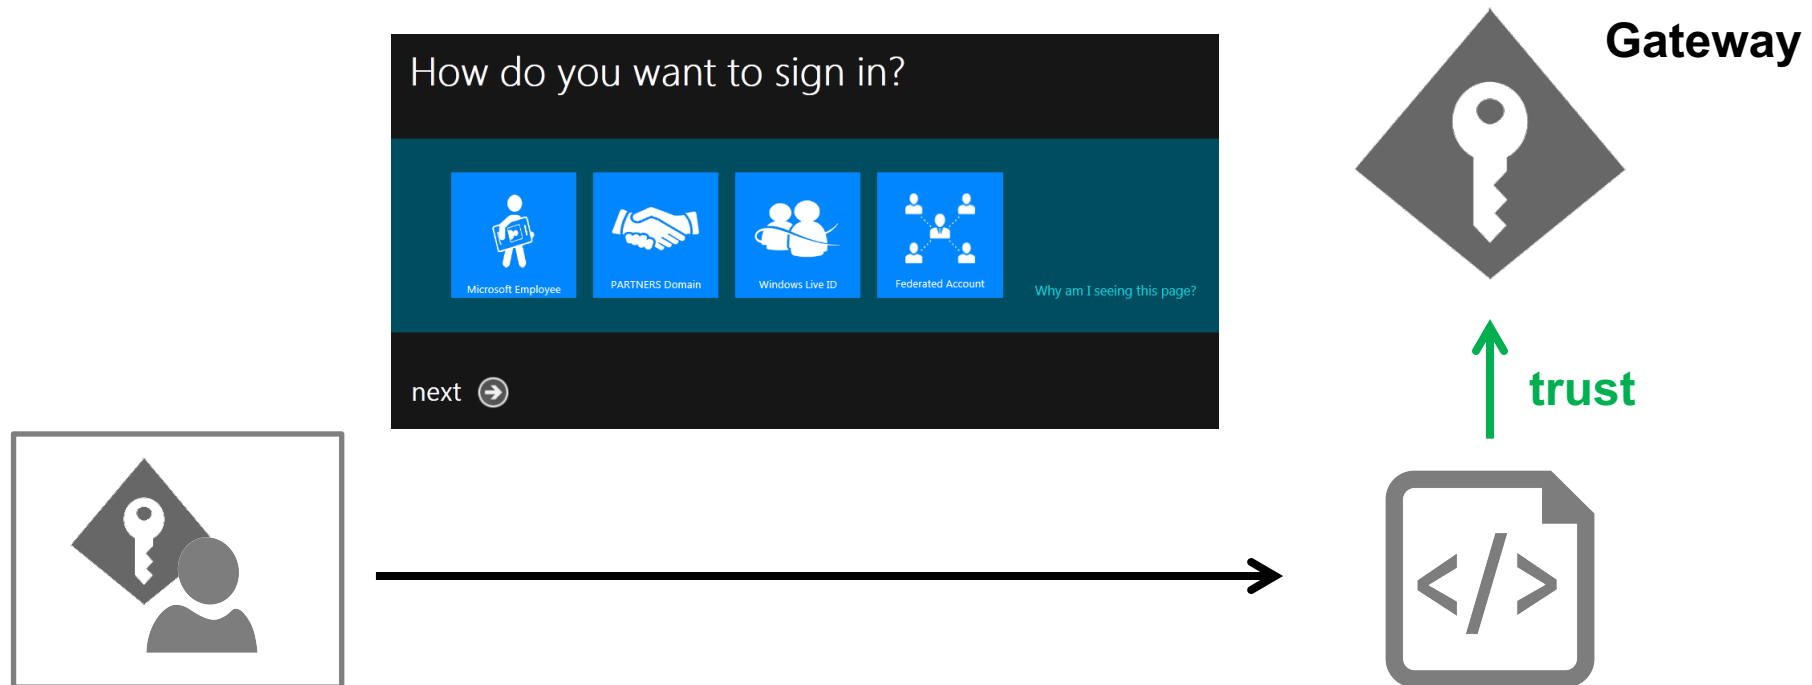 Gateway
How do you want to sign in?
Microsoft Employee
PARTNERS Domain
Windows Live ID
Federated Account
Why am I seeing this page?
next
trust
</>